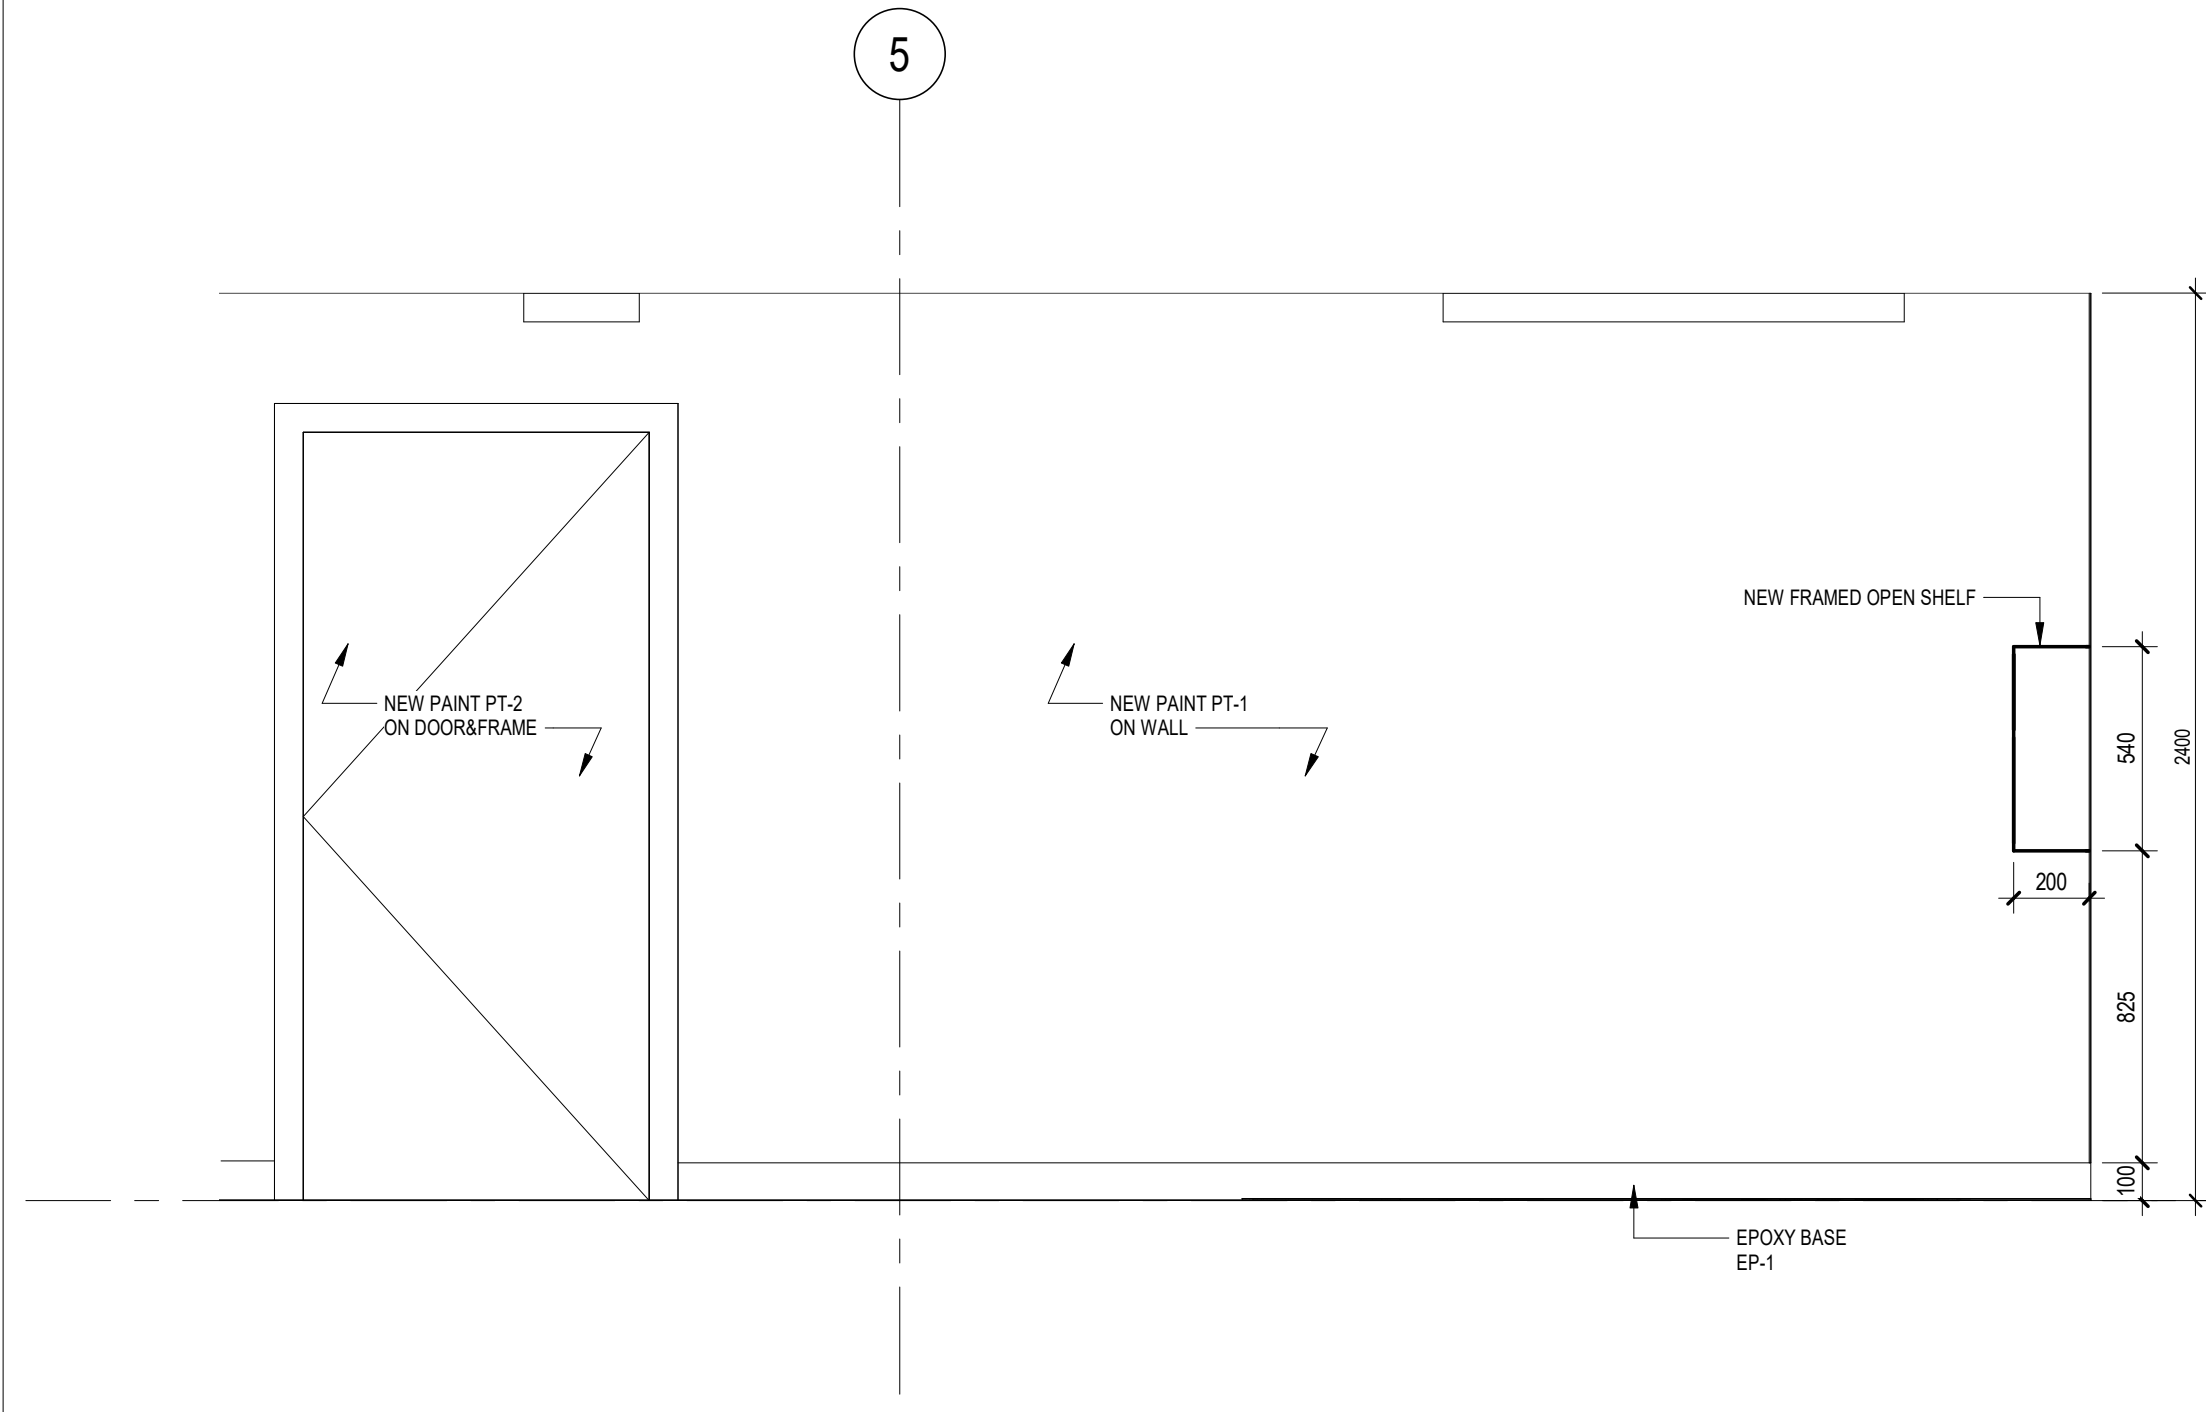 5
NEW FRAMED OPEN SHELF
NEW PAINT PT-2
ON DOOR&FRAME
NEW PAINT PT-1
ON WALL
540
2400
200
825
100
EPOXY BASE
EP-1